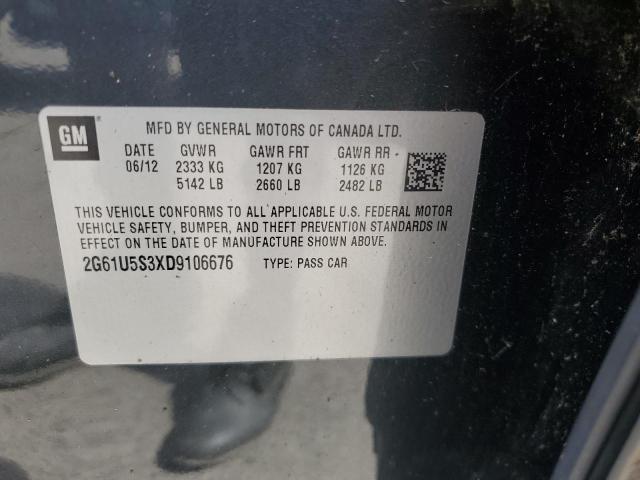 GM
MFD BY GENERAL MOTORS OF CANADA LTD.
DATE GVWR GAWR FRT GAWR RR
06/12 2333 KG 1207 KG 1126 KG
5142 LB 2660 LB 2482 LB
THIS VEHICLE CONFORMS TO ALL APPLICABLE U.S. FEDERAL MOTOR
VEHICLE SAFETY, BUMPER, AND THEFT PREVENTION STANDARDS IN
EFFECT ON THE DATE OF MANUFACTURE SHOWN ABOVE.
2G61U5S3XD9106676 TYPE: PASS CAR